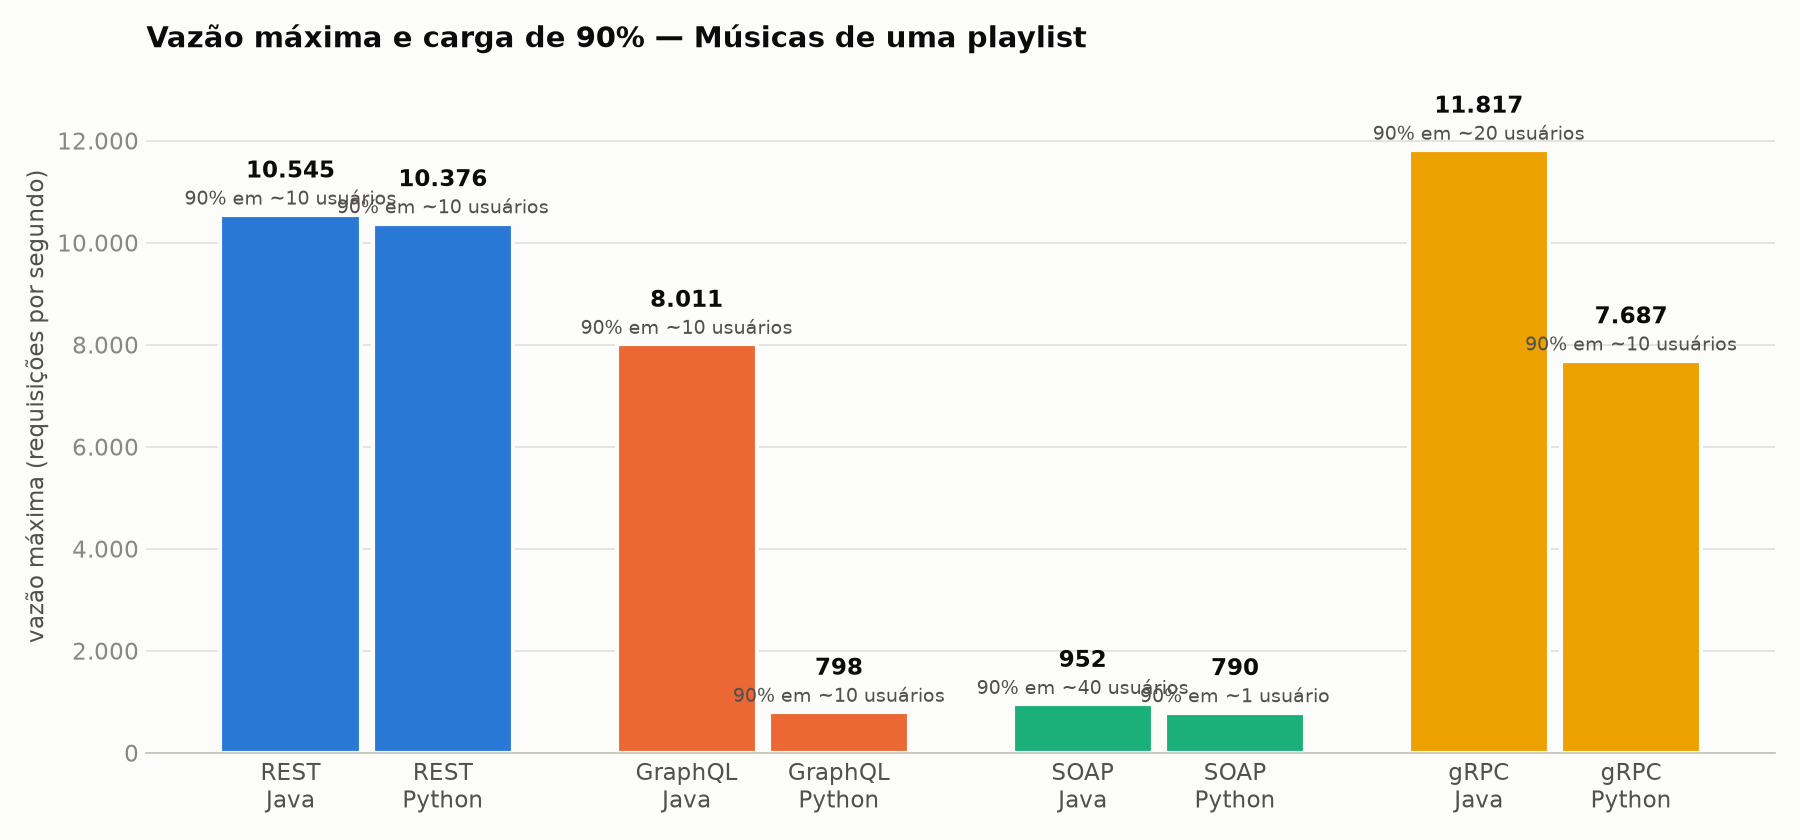 Vazão máxima e carga de 90% — Músicas de uma playlist
vazão máxima (requisições por segundo)
12.000
10.000
8.000
6.000
4.000
2.000
0
10.545
90% em ~10 usuários
10.376
90% em ~10 usuários
8.011
90% em ~10 usuários
798
90% em ~10 usuários
952
90% em ~40 usuários
790
90% em ~1 usuário
11.817
90% em ~20 usuários
7.687
90% em ~10 usuários
REST
Java
REST
Python
GraphQL
Java
GraphQL
Python
SOAP
Java
SOAP
Python
gRPC
Java
gRPC
Python